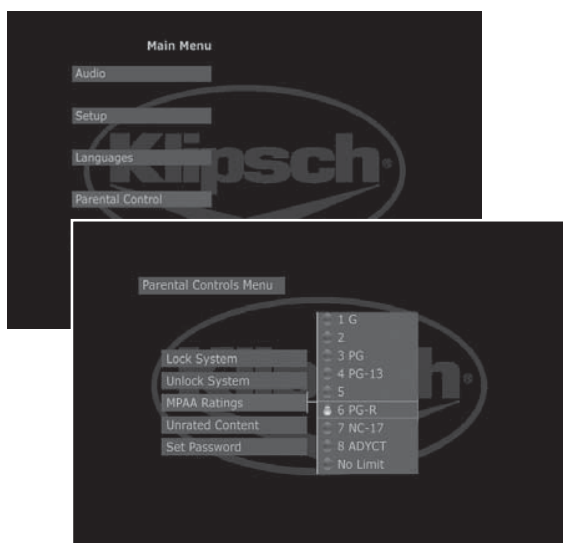 Main Menu
Audio
Setup
Languages
Parental Control
Klipsch®
Parental Controls Menu
Lock System
Unlock System
MPAA Ratings
Unrated Content
Set Password
1 G
2
3 PG
4 PG-13
5
6 PG-R
7 NC-17
8 ADYCT
No Limit
h®